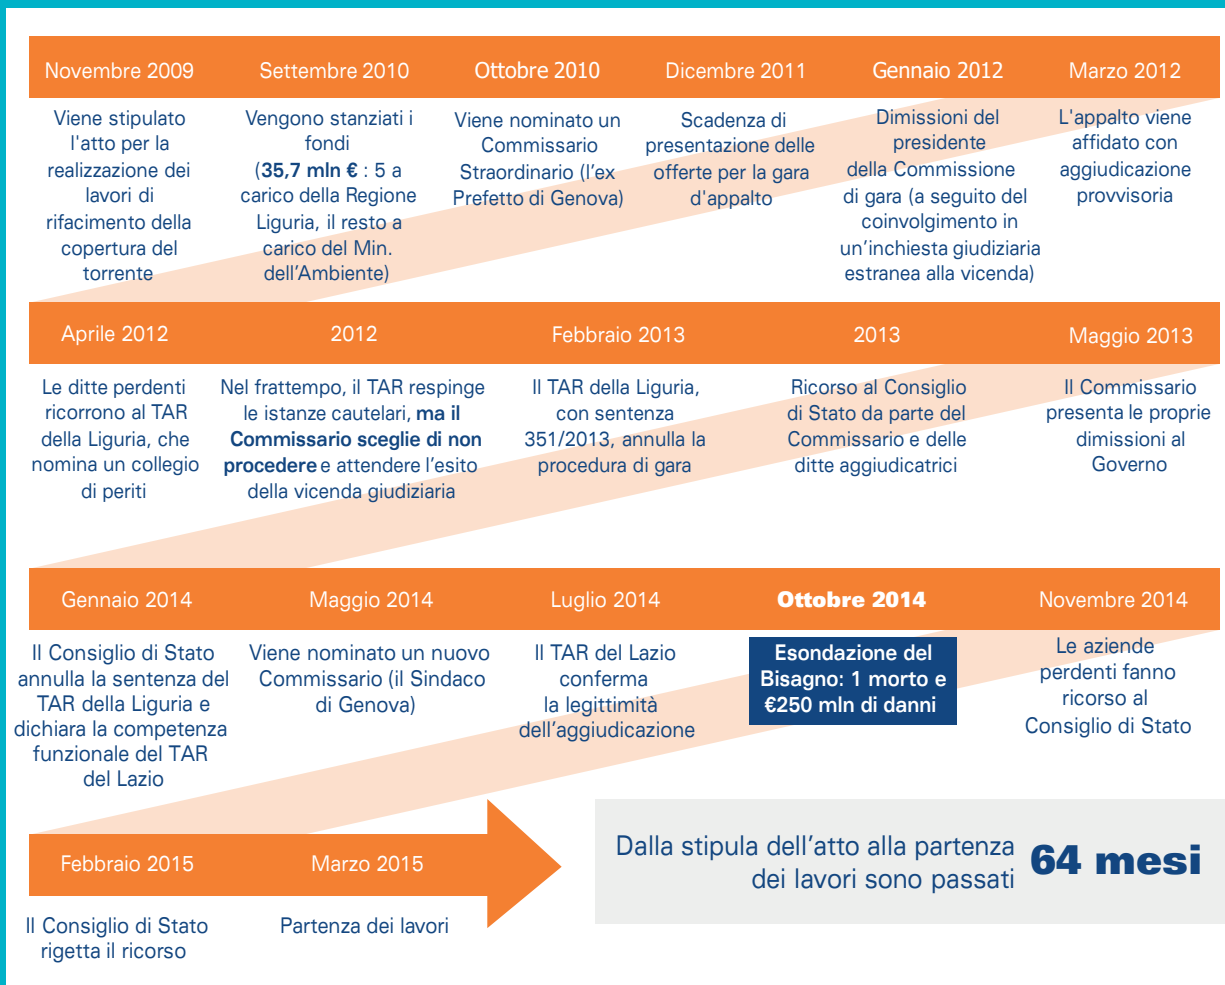 Novembre 2009
Viene stipulato
l'atto per la
realizzazione dei
lavori di
rifacimento della
copertura del
torrente
Settembre 2010
Vengono stanziati i
fondi
(35,7 mln € : 5 a
carico della Regione
Liguria, il resto a
carico del Min.
dell'Ambiente)
Ottobre 2010
Viene nominato un
Commissario
Straordinario (l'ex
Prefetto di Genova)
Dicembre 2011
Scadenza di
presentazione delle
offerte per la gara
d'appalto
Gennaio 2012
Dimissioni del
presidente
della Commissione
di gara (a seguito del
coinvolgimento in
un'inchiesta giudiziaria
estranea alla vicenda)
Marzo 2012
L'appalto viene
affidato con
aggiudicazione
provvisoria
Aprile 2012
Le ditte perdenti
ricorrono al TAR
della Liguria, che
nomina un collegio
di periti
2012
Nel frattempo, il TAR respinge
le istanze cautelari, ma il
Commissario sceglie di non
procedere e attendere l'esito
della vicenda giudiziaria
Febbraio 2013
Il TAR della Liguria,
con sentenza
351/2013, annulla la
procedura di gara
2013
Ricorso al Consiglio
di Stato da parte del
Commissario e delle
ditte aggiudicatrici
Maggio 2013
Il Commissario
presenta le proprie
dimissioni al
Governo
Gennaio 2014
Il Consiglio di Stato
annulla la sentenza del
TAR della Liguria e
dichiara la competenza
funzionale del TAR
del Lazio
Maggio 2014
Viene nominato un nuovo
Commissario (il Sindaco
di Genova)
Luglio 2014
Il TAR del Lazio
conferma
la legittimità
dell'aggiudicazione
Ottobre 2014
Esondazione del
Bisagno: 1 morto e
€250 mln di danni
Novembre 2014
Le aziende
perdenti fanno
ricorso al
Consiglio di Stato
Febbraio 2015
Il Consiglio di Stato
rigetta il ricorso
Marzo 2015
Partenza dei lavori
Dalla stipula dell'atto alla partenza
dei lavori sono passati
64 mesi